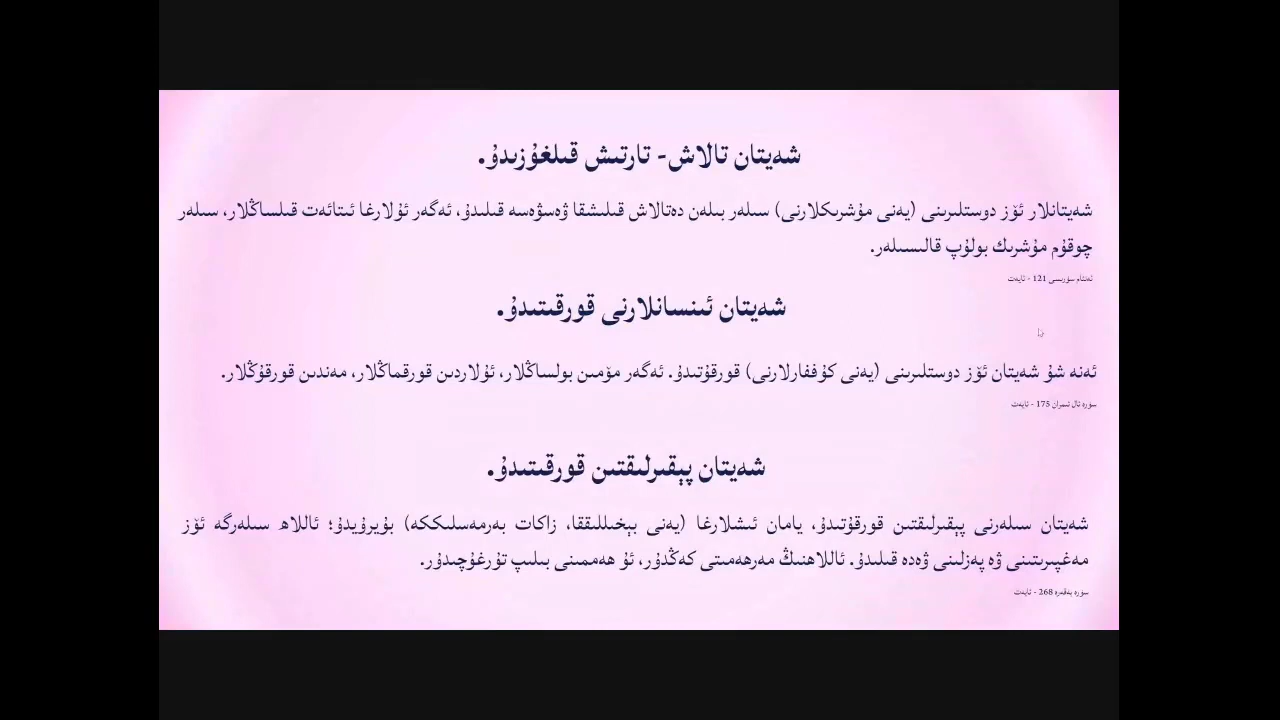 شەيتان تالاش- تارتىش قىلغۇزىدۇ.
شەيتانلار ئۆز دوستلىرىنى (يەنى مۇشرىكلارنى) سىلەر بىلەن دەتالاش قىلىشقا ۋەسۋەسە قىلىدۇ، ئەگەر ئۇلارغا ئىتائەت قىلساڭلار، سىلەر
چوقۇم مۇشرىك بولۇپ قالىسىلەر.
ئەنئام سۈرىسى 121 - ئايەت
شەيتان ئىنسانلارنى قورقىتىدۇ.
ئەنە شۇ شەيتان ئۆز دوستلىرىنى (يەنى كۇففارلارنى) قورقۇتىدۇ. ئەگەر مۆمىن بولساڭلار، ئۇلاردىن قورقماڭلار، مەندىن قورقۇڭلار.
سۈرە ئال ئىمران 175 - ئايەت
شەيتان پېقىرلىقتىن قورقىتىدۇ.
شەيتان سىلەرنى پېقىرلىقتىن قورقۇتىدۇ، يامان ئىشلارغا (يەنى بېخىللىققا، زاكات بەرمەسلىككە) بۇيرۇيدۇ؛ ئاللاھ سىلەرگە ئۆز
مەغپىرىتىنى ۋە پەزلىنى ۋەدە قىلىدۇ. ئاللاھنىڭ مەرھەمىتى كەڭدۇر، ئۇ ھەممىنى بىلىپ تۇرغۇچىدۇر.
سۈرە بەقەرە 268 - ئايەت